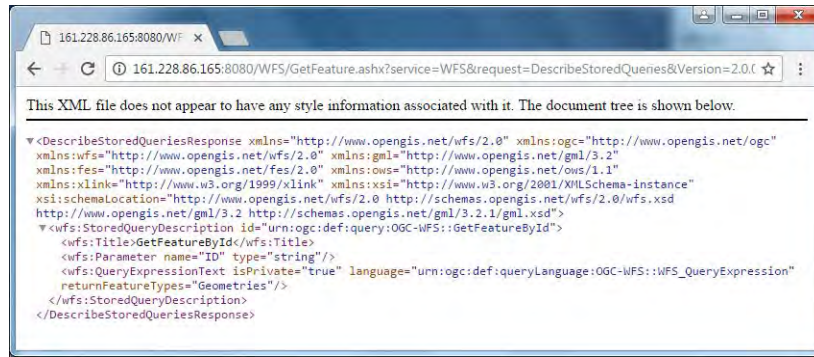 161.228.86.165:8080/WF
161.228.86.165:8080/WFS/GetFeature.ashx?service=WFS&request=DescribeStoredQueries&Version=2.0.(
This XML file does not appear to have any style information associated with it. The document tree is shown below.
▼<DescribeStoredQueriesResponse xmlns="http://www.opengis.net/wfs/2.0" xmlns:ogc="http://www.opengis.net/ogc"
xmlns:wfs="http://www.opengis.net/wfs/2.0" xmlns:gml="http://www.opengis.net/gml/3.2"
xmlns:fes="http://www.opengis.net/fes/2.0" xmlns:ows="http://www.opengis.net/ows/1.1"
xmlns:xlink="http://www.w3.org/1999/xlink" xmlns:xsi="http://www.w3.org/2001/XMLSchema-instance"
xsi:schemaLocation="http://www.opengis.net/wfs/2.0 http://schemas.opengis.net/wfs/2.0/wfs.xsd
http://www.opengis.net/gml/3.2 http://schemas.opengis.net/gml/3.2.1/gml.xsd">
▼<wfs:StoredQueryDescription id="urn:ogc:def:query:OGC-WFS::GetFeatureById">
<wfs:Title>GetFeatureById</wfs:Title>
<wfs:Parameter name="ID" type="string"/>
<wfs:QueryExpressionText isPrivate="true" language="urn:ogc:def:queryLanguage:OGC-WFS::WFS_QueryExpression"
returnFeatureTypes="Geometries"/>
</wfs:StoredQueryDescription>
</DescribeStoredQueriesResponse>